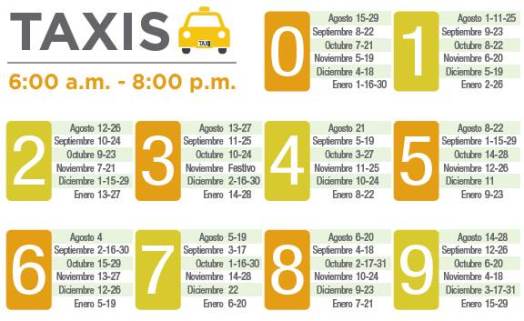 TAXIS
TAXI
6:00 a.m. - 8:00 p.m.
0
Agosto 15-29
Septiembre 8-22
Octubre 7-21
Noviembre 5-19
Diciembre 4-18
Enero 1-16-30
1
Agosto 1-11-25
Septiembre 9-23
Octubre 8-22
Noviembre 6-20
Diciembre 5-19
Enero 2-26
2
Agosto 12-26
Septiembre 10-24
Octubre 9-23
Noviembre 7-21
Diciembre 1-15-29
Enero 13-27
3
Agosto 13-27
Septiembre 11-25
Octubre 10-24
Noviembre Festivo
Diciembre 2-16-30
Enero 14-28
4
Agosto 21
Septiembre 5-19
Octubre 3-27
Noviembre 11-25
Diciembre 10-24
Enero 8-22
5
Agosto 8-22
Septiembre 1-15-29
Octubre 14-28
Noviembre 12-26
Diciembre 11
Enero 9-23
6
Agosto 4
Septiembre 2-16-30
Octubre 15-29
Noviembre 13-27
Diciembre 12-26
Enero 5-19
7
Agosto 5-19
Septiembre 3-17
Octubre 1-16-30
Noviembre 14-28
Diciembre 22
Enero 6-20
8
Agosto 6-20
Septiembre 4-18
Octubre 2-17-31
Noviembre 10-24
Diciembre 9-23
Enero 7-21
9
Agosto 14-28
Septiembre 12-26
Octubre 6-20
Noviembre 4-18
Diciembre 3-17-31
Enero 15-29